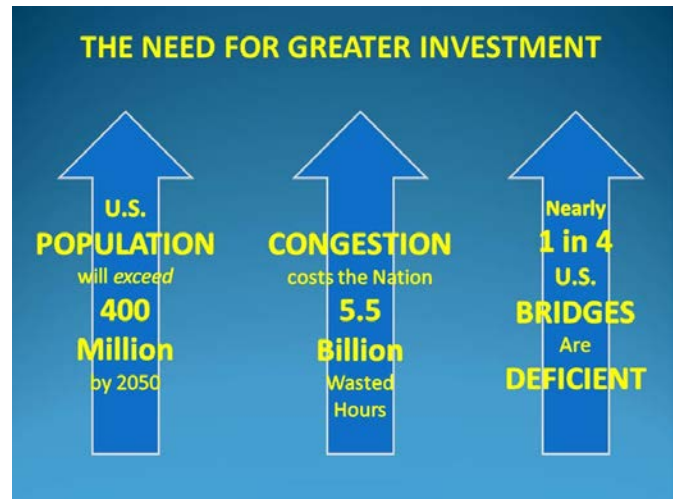 THE NEED FOR GREATER INVESTMENT
U.S.
POPULATION
will exceed
400
Million
by 2050
CONGESTION
costs the Nation
5.5
Billion
Wasted
Hours
Nearly
1 in 4
U.S.
BRIDGES
Are
DEFICIENT